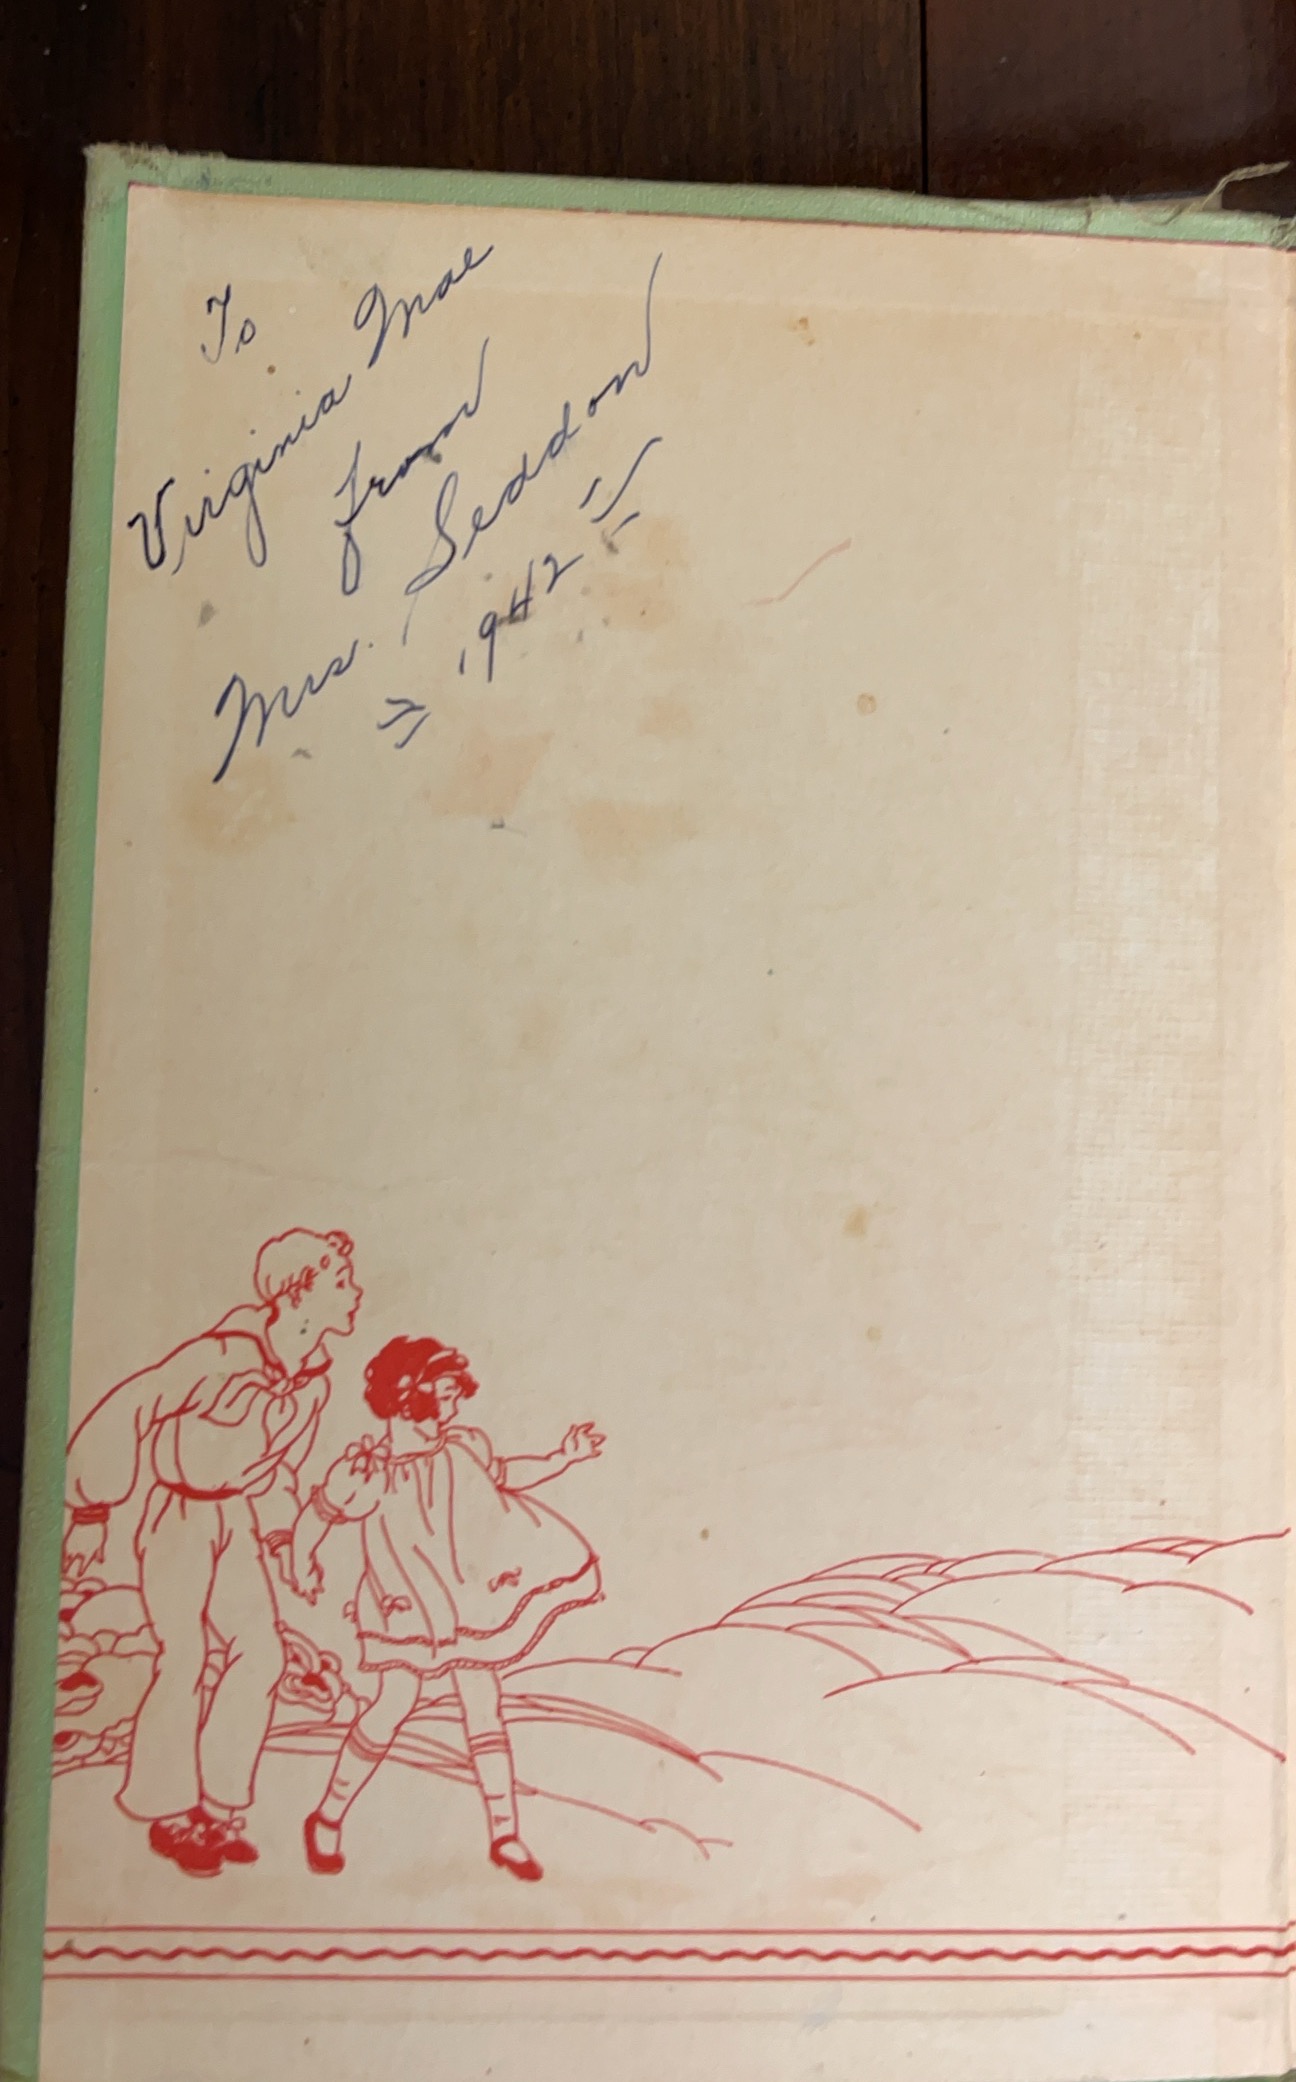 To
Virginia Mae
from
Mrs. Seddon
= 1942 =